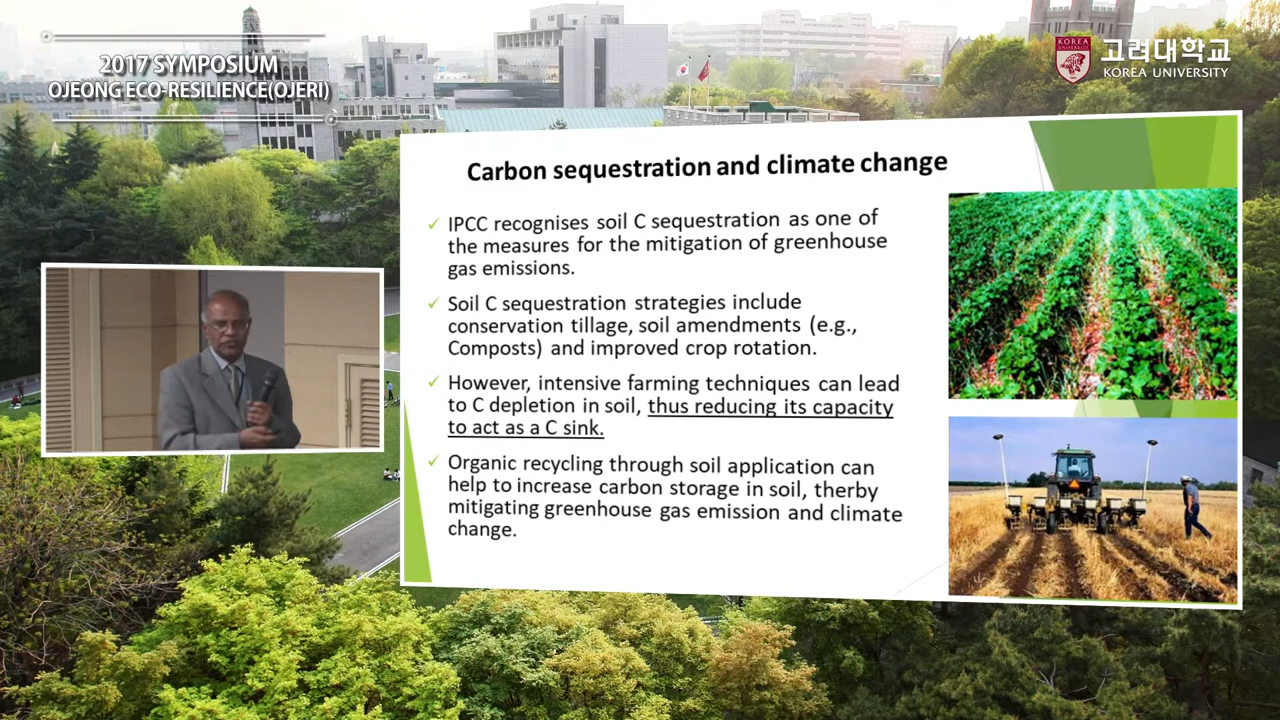 2017 SYMPOSIUM
OJEONG ECO-RESILIENCE(OJERI)
KOREA
UNIVERSITY
고려대학교
KOREA UNIVERSITY
Carbon sequestration and climate change
✓ IPCC recognises soil C sequestration as one of
the measures for the mitigation of greenhouse
gas emissions.
✓ Soil C sequestration strategies include
conservation tillage, soil amendments (e.g.,
Composts) and improved crop rotation.
✓ However, intensive farming techniques can lead
to C depletion in soil, thus reducing its capacity
to act as a C sink.
✓ Organic recycling through soil application can
help to increase carbon storage in soil, therby
mitigating greenhouse gas emission and climate
change.